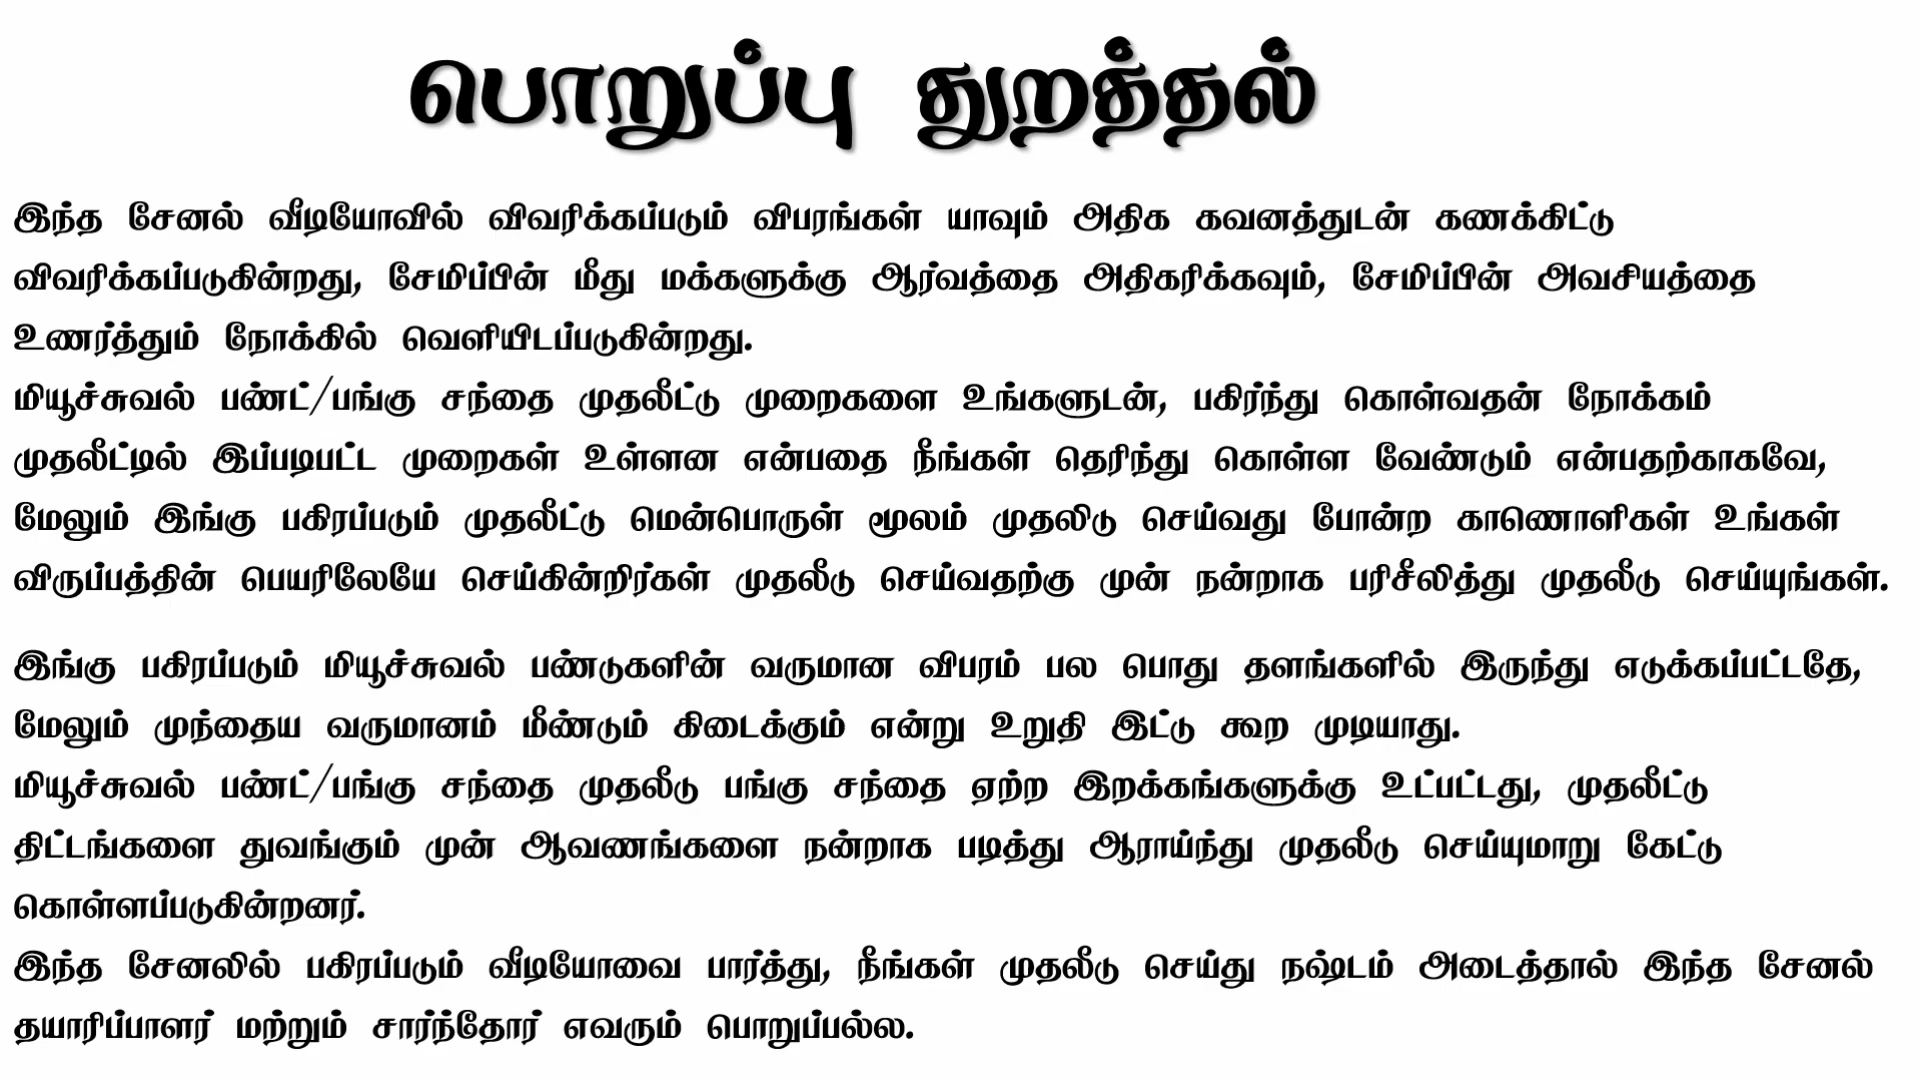 பொறுப்பு துறத்தல்
இந்த சேனல் வீடியோவில் விவரிக்கப்படும் விபரங்கள் யாவும் அதிக கவனத்துடன் கணக்கிட்டு
விவரிக்கப்படுகின்றது, சேமிப்பின் மீது மக்களுக்கு ஆர்வத்தை அதிகரிக்கவும், சேமிப்பின் அவசியத்தை
உணர்த்தும் நோக்கில் வெளியிடப்படுகின்றது.
மியூச்சுவல் பண்ட்/பங்கு சந்தை முதலீட்டு முறைகளை உங்களுடன், பகிர்ந்து கொள்வதன் நோக்கம்
முதலீட்டில் இப்படிபட்ட முறைகள் உள்ளன என்பதை நீங்கள் தெரிந்து கொள்ள வேண்டும் என்பதற்காகவே,
மேலும் இங்கு பகிரப்படும் முதலீட்டு மென்பொருள் மூலம் முதலிடு செய்வது போன்ற காணொளிகள் உங்கள்
விருப்பத்தின் பெயரிலேயே செய்கின்றிர்கள் முதலீடு செய்வதற்கு முன் நன்றாக பரிசீலித்து முதலீடு செய்யுங்கள்.
இங்கு பகிரப்படும் மியூச்சுவல் பண்டுகளின் வருமான விபரம் பல பொது தளங்களில் இருந்து எடுக்கப்பட்டதே,
மேலும் முந்தைய வருமானம் மீண்டும் கிடைக்கும் என்று உறுதி இட்டு கூற முடியாது.
மியூச்சுவல் பண்ட்/பங்கு சந்தை முதலீடு பங்கு சந்தை ஏற்ற இறக்கங்களுக்கு உட்பட்டது, முதலீட்டு
திட்டங்களை துவங்கும் முன் ஆவணங்களை நன்றாக படித்து ஆராய்ந்து முதலீடு செய்யுமாறு கேட்டு
கொள்ளப்படுகின்றனர்.
இந்த சேனலில் பகிரப்படும் வீடியோவை பார்த்து, நீங்கள் முதலீடு செய்து நஷ்டம் அடைத்தால் இந்த சேனல்
தயாரிப்பாளர் மற்றும் சார்ந்தோர் எவரும் பொறுப்பல்ல.